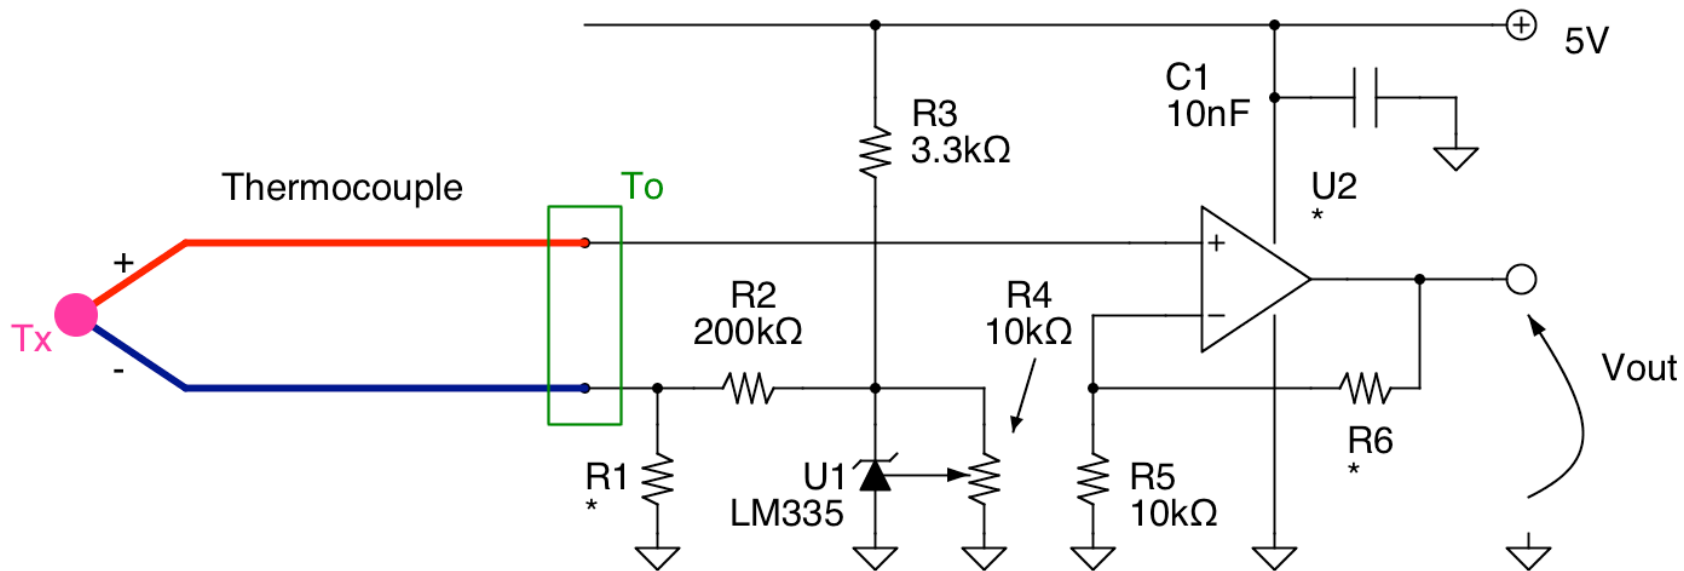 5V
C1
10nF
R3
3.3kΩ
Thermocouple
To
U2
*
+
+
R2
200kΩ
R4
10kΩ
Tx
-
−
Vout
R1
*
U1
LM335
R5
10kΩ
R6
*